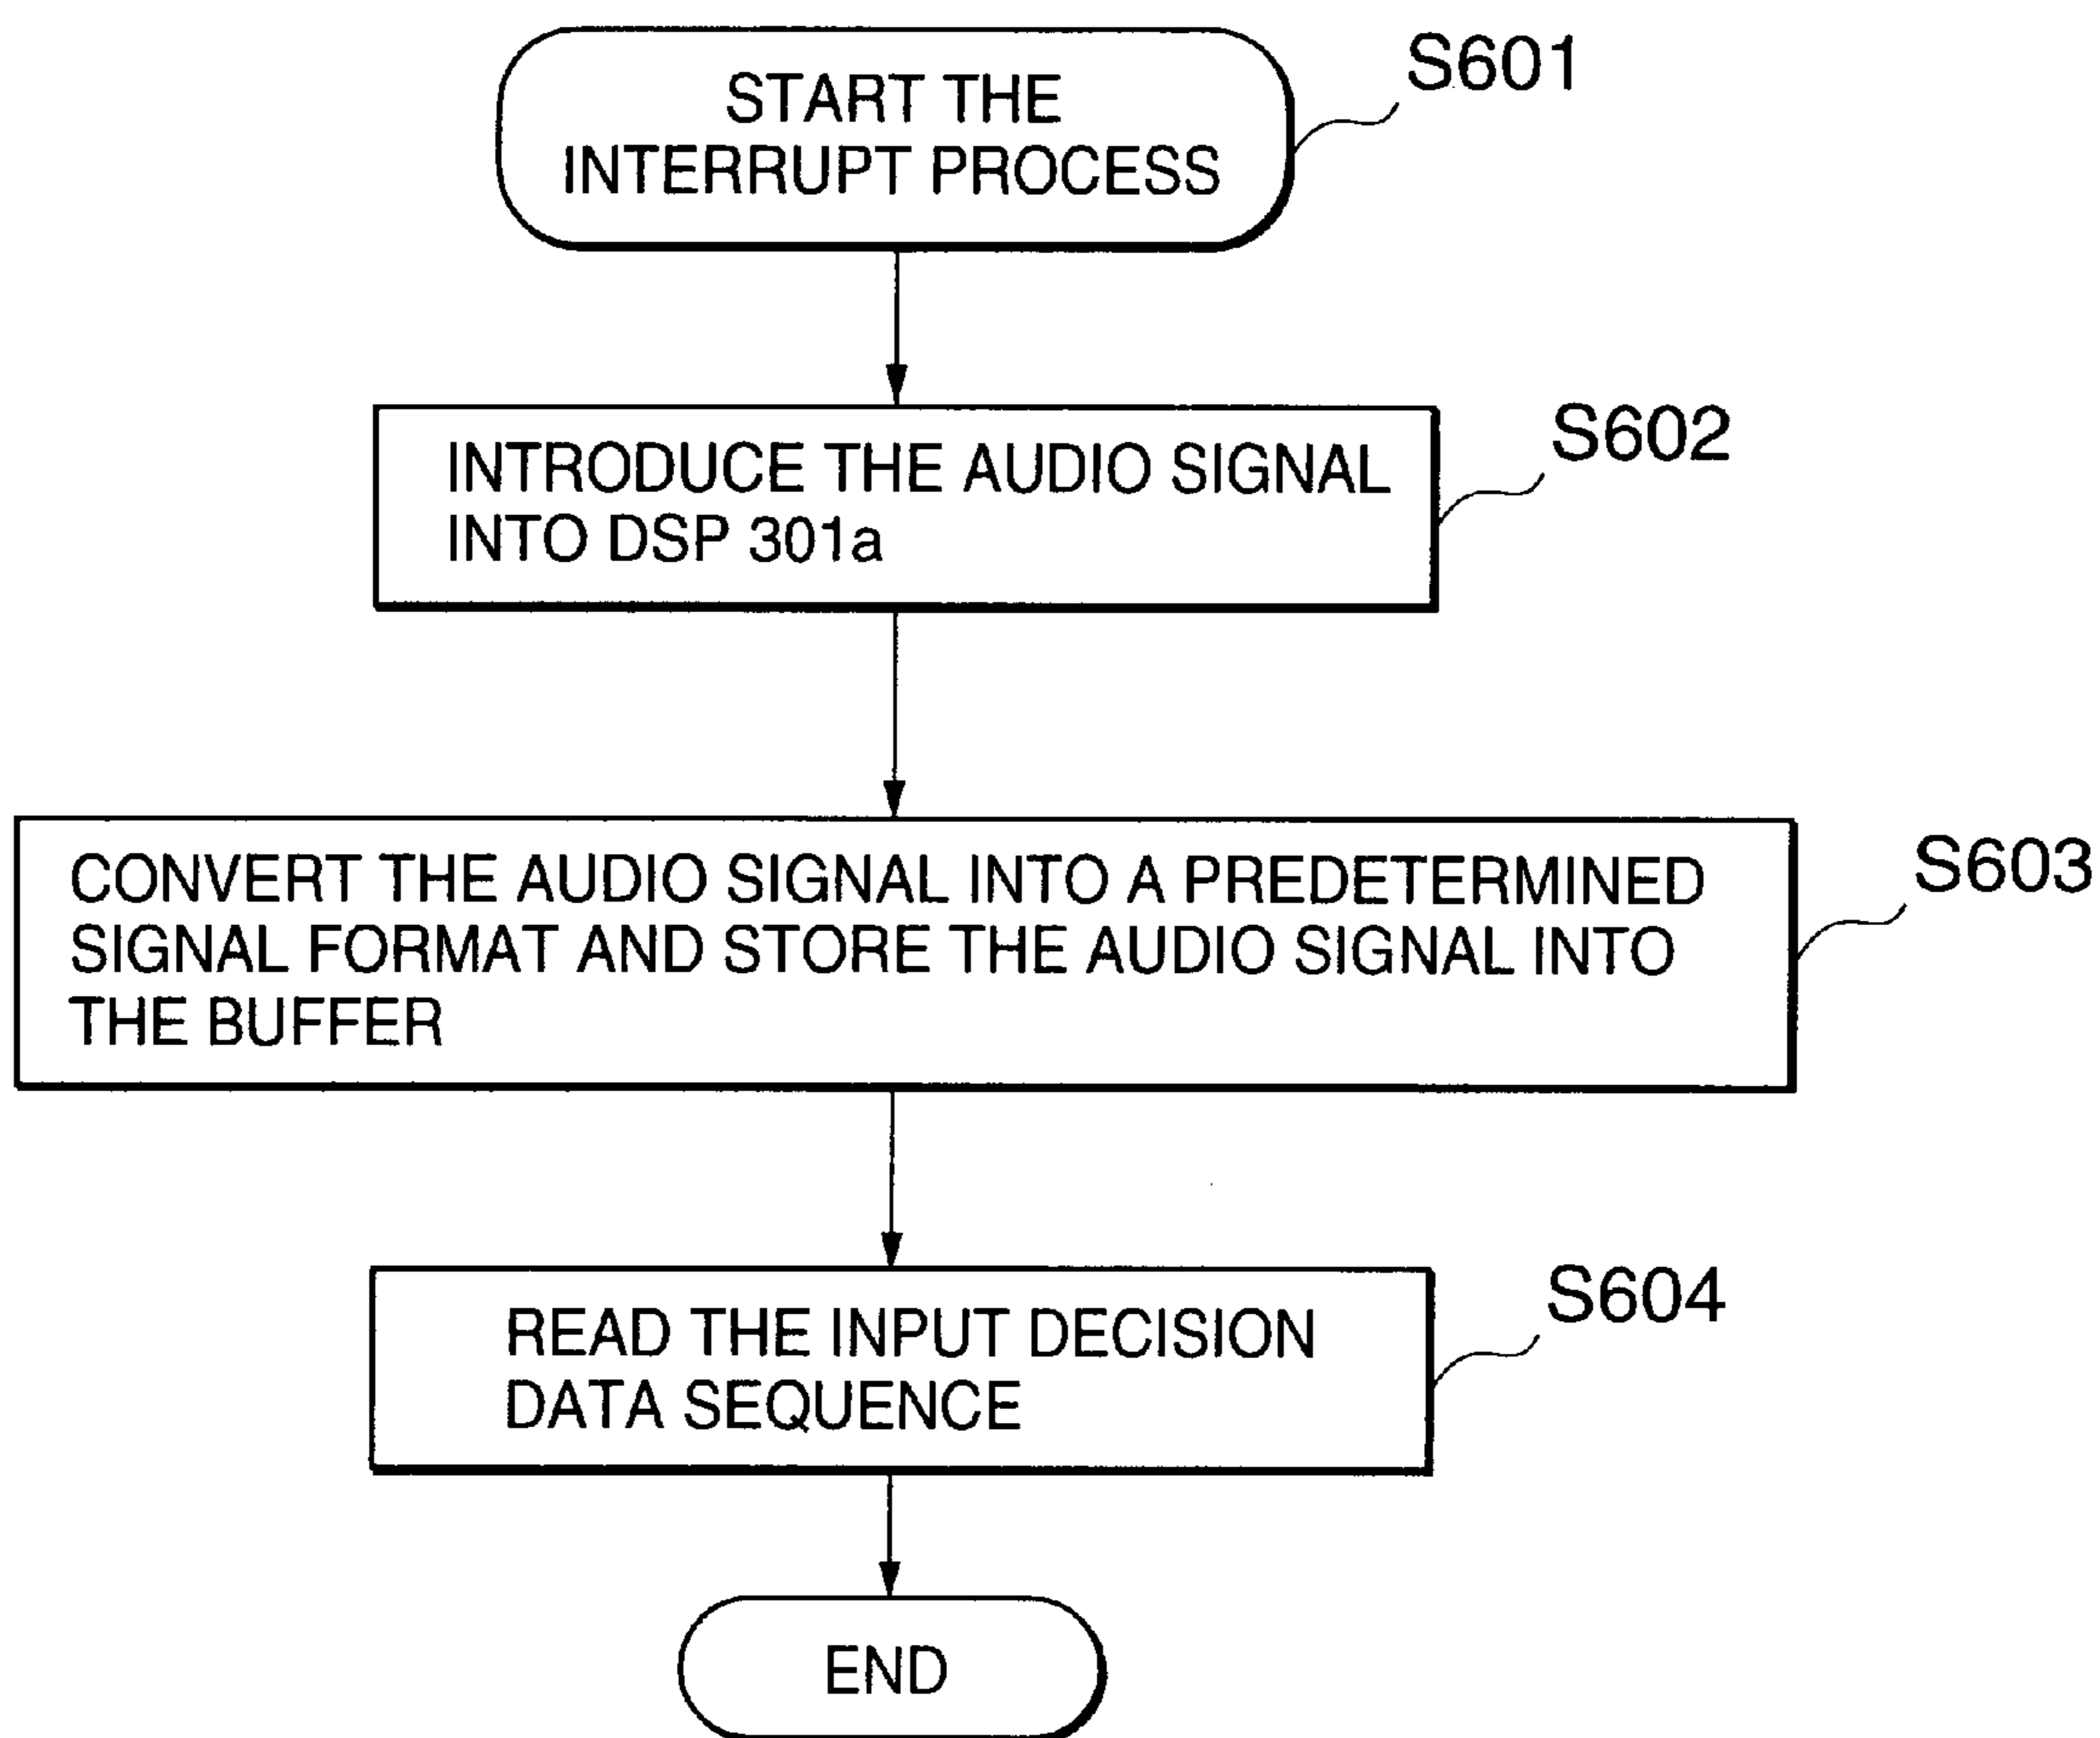 START THE
INTERRUPT PROCESS
S601
INTRODUCE THE AUDIO SIGNAL
INTO DSP 301a
S602
CONVERT THE AUDIO SIGNAL INTO A PREDETERMINED
SIGNAL FORMAT AND STORE THE AUDIO SIGNAL INTO
THE BUFFER
S603
READ THE INPUT DECISION
DATA SEQUENCE
S604
END